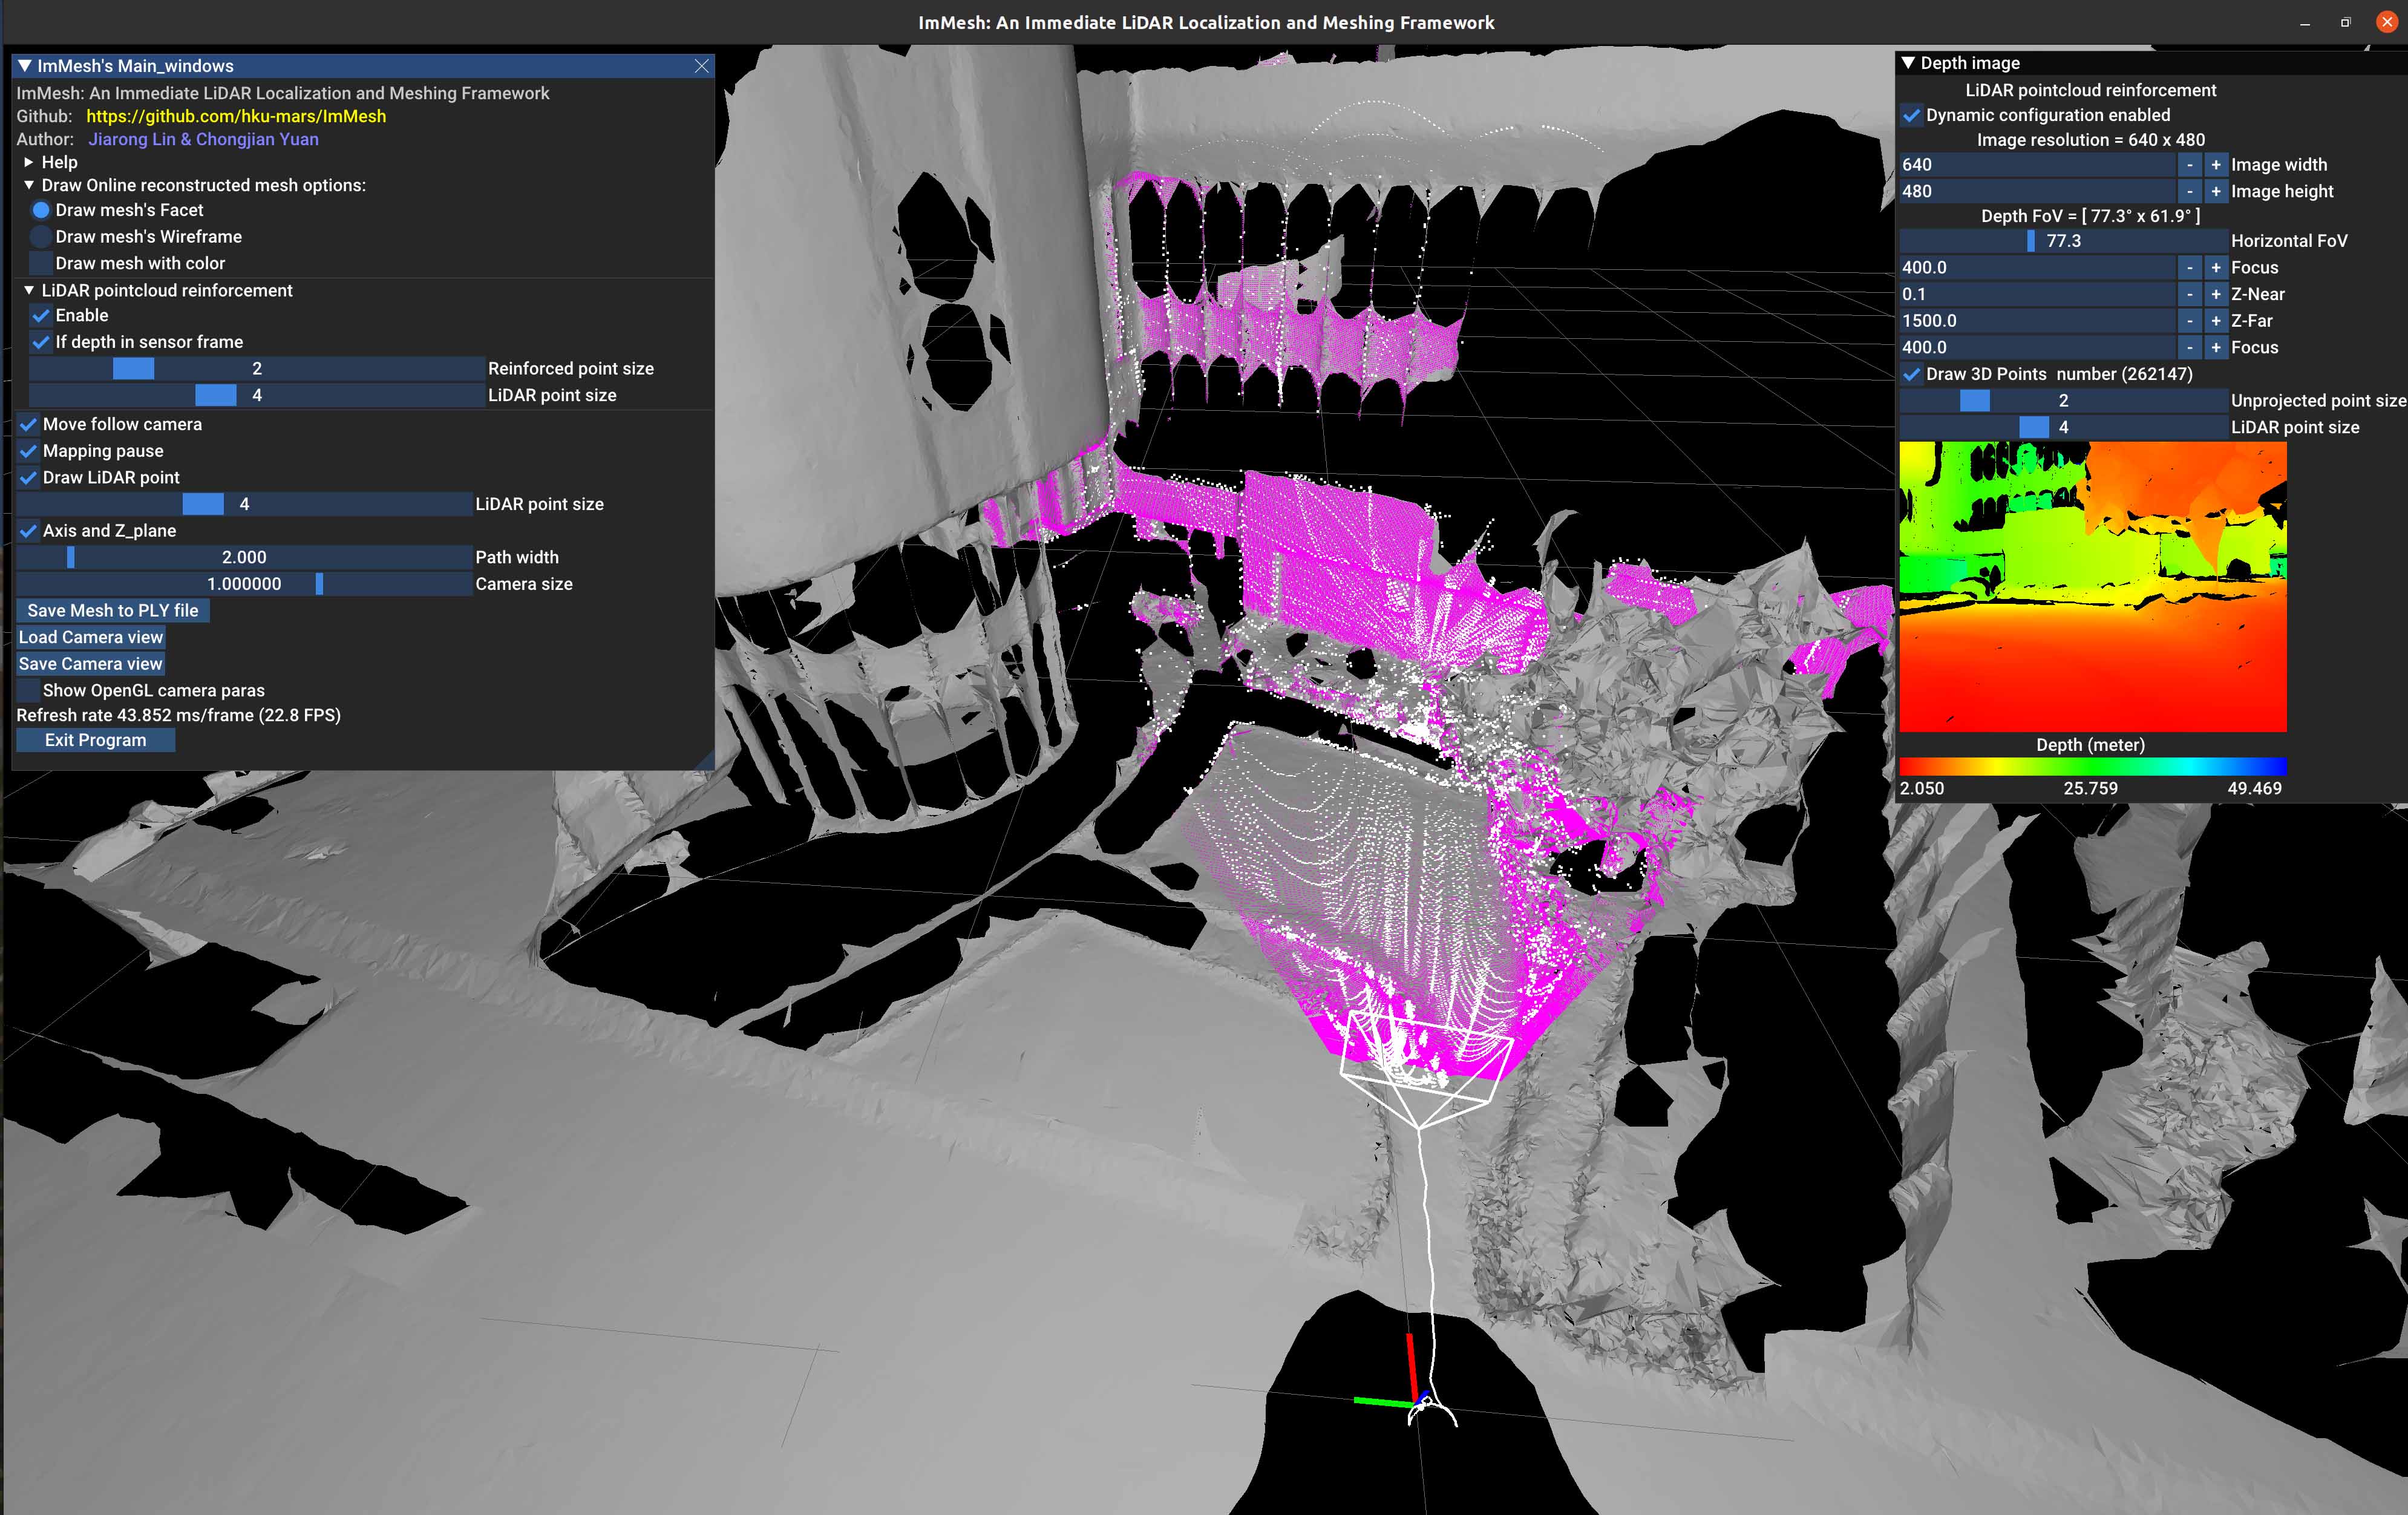 ImMesh: An Immediate LiDAR Localization and Meshing Framework
ImMesh's Main_windows
ImMesh: An Immediate LiDAR Localization and Meshing Framework
Github: https://github.com/hku-mars/ImMesh
Author: Jiarong Lin & Chongjian Yuan
Help
Draw Online reconstructed mesh options:
Draw mesh's Facet
Draw mesh's Wireframe
Draw mesh with color
LiDAR pointcloud reinforcement
Enable
If depth in sensor frame
2 Reinforced point size
4 LiDAR point size
Move follow camera
Mapping pause
Draw LiDAR point
4 LiDAR point size
Axis and Z_plane
2.000 Path width
1.000000 Camera size
Save Mesh to PLY file
Load Camera view
Save Camera view
Show OpenGL camera paras
Refresh rate 43.852 ms/frame (22.8 FPS)
Exit Program
Depth image
LiDAR pointcloud reinforcement
Dynamic configuration enabled
Image resolution = 640 x 480
640 - + Image width
480 - + Image height
Depth FoV = [ 77.3° x 61.9° ]
77.3 Horizontal FoV
400.0 - + Focus
0.1 - + Z-Near
1500.0 - + Z-Far
400.0 - + Focus
Draw 3D Points number (262147)
2 Unprojected point size
4 LiDAR point size
Depth (meter)
2.050 25.759 49.469